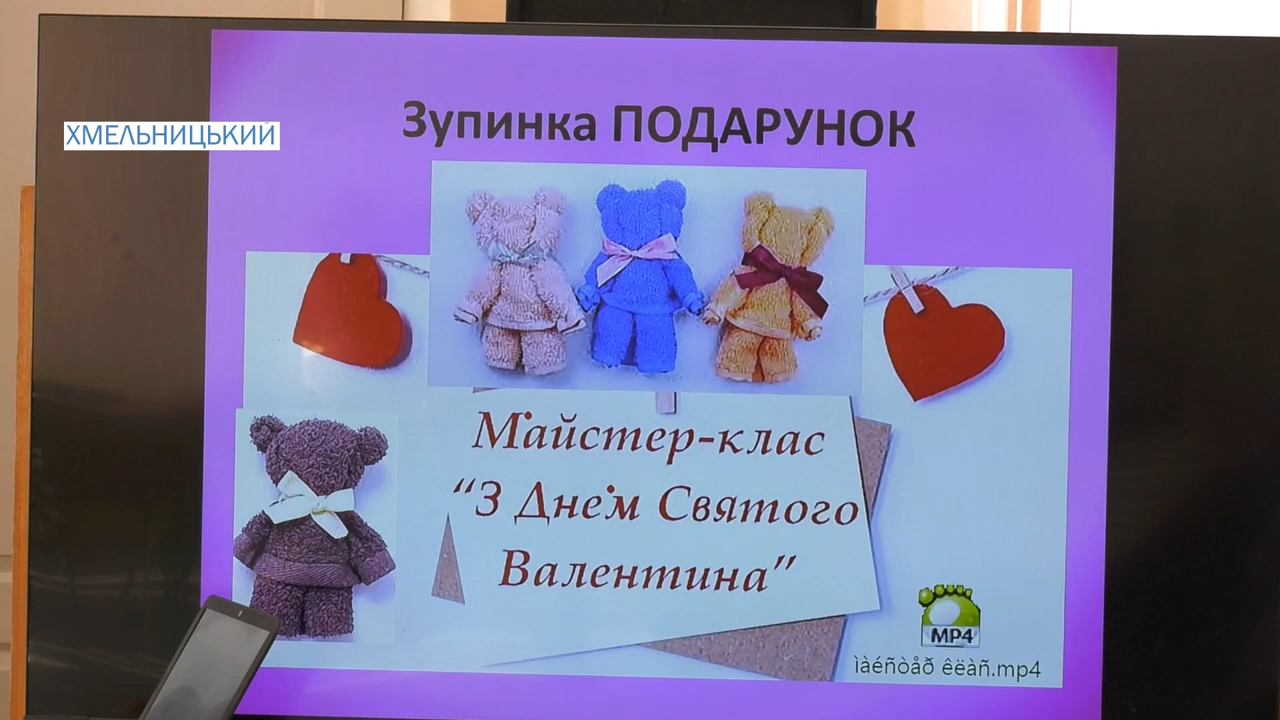 ХМЕЛЬНИЦЬКИЙ
Зупинка ПОДАРУНОК
Майстер-клас
“З Днем Святого
Валентина”
MP4
ìàéñòåð êëàñ.mp4